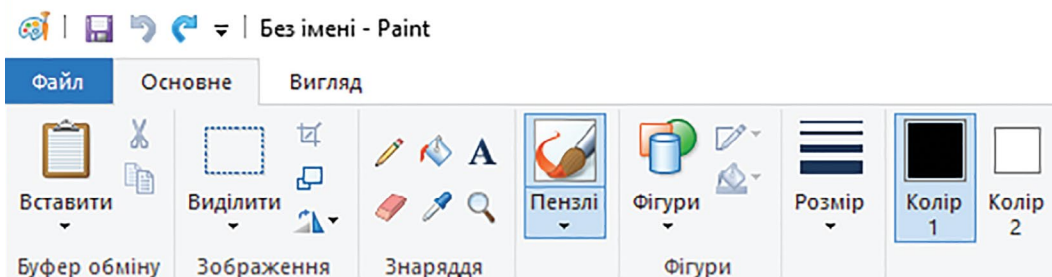 Без імені - Paint
Файл Основне Вигляд
A
Вставити Виділити Пензлі Фігури Розмір Колір 1 Колір 2
Буфер обміну Зображення Знаряддя Фігури